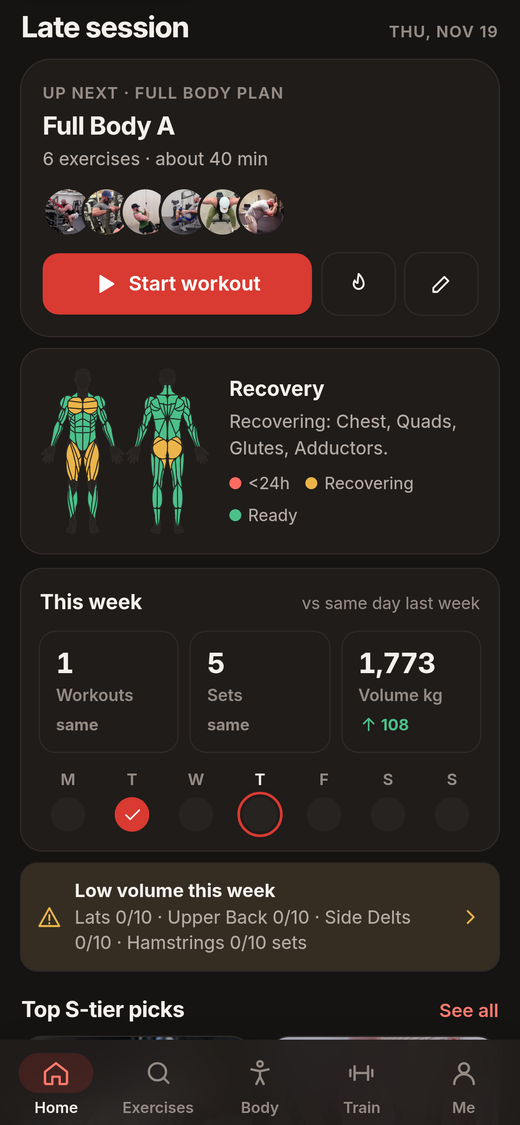 Late session
THU, NOV 19
UP NEXT · FULL BODY PLAN
Full Body A
6 exercises · about 40 min
Start workout
Recovery
Recovering: Chest, Quads,
Glutes, Adductors.
<24h Recovering
Ready
This week
vs same day last week
1 5 1,773
Workouts Sets Volume kg
same same ↑ 108
M T W T F S S
Low volume this week
Lats 0/10 · Upper Back 0/10 · Side Delts
0/10 · Hamstrings 0/10 sets
Top S-tier picks
See all
Home Exercises Body Train Me